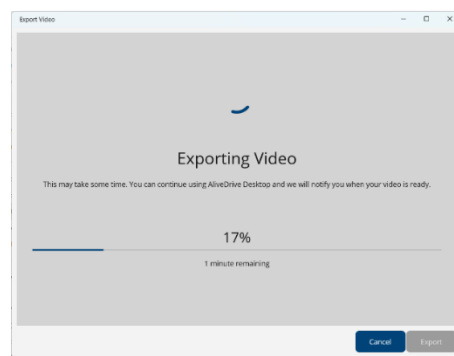 Export Video
Exporting Video
This may take some time. You can continue using AliveDrive Desktop and we will notify you when your video is ready.
17%
1 minute remaining
Cancel Export